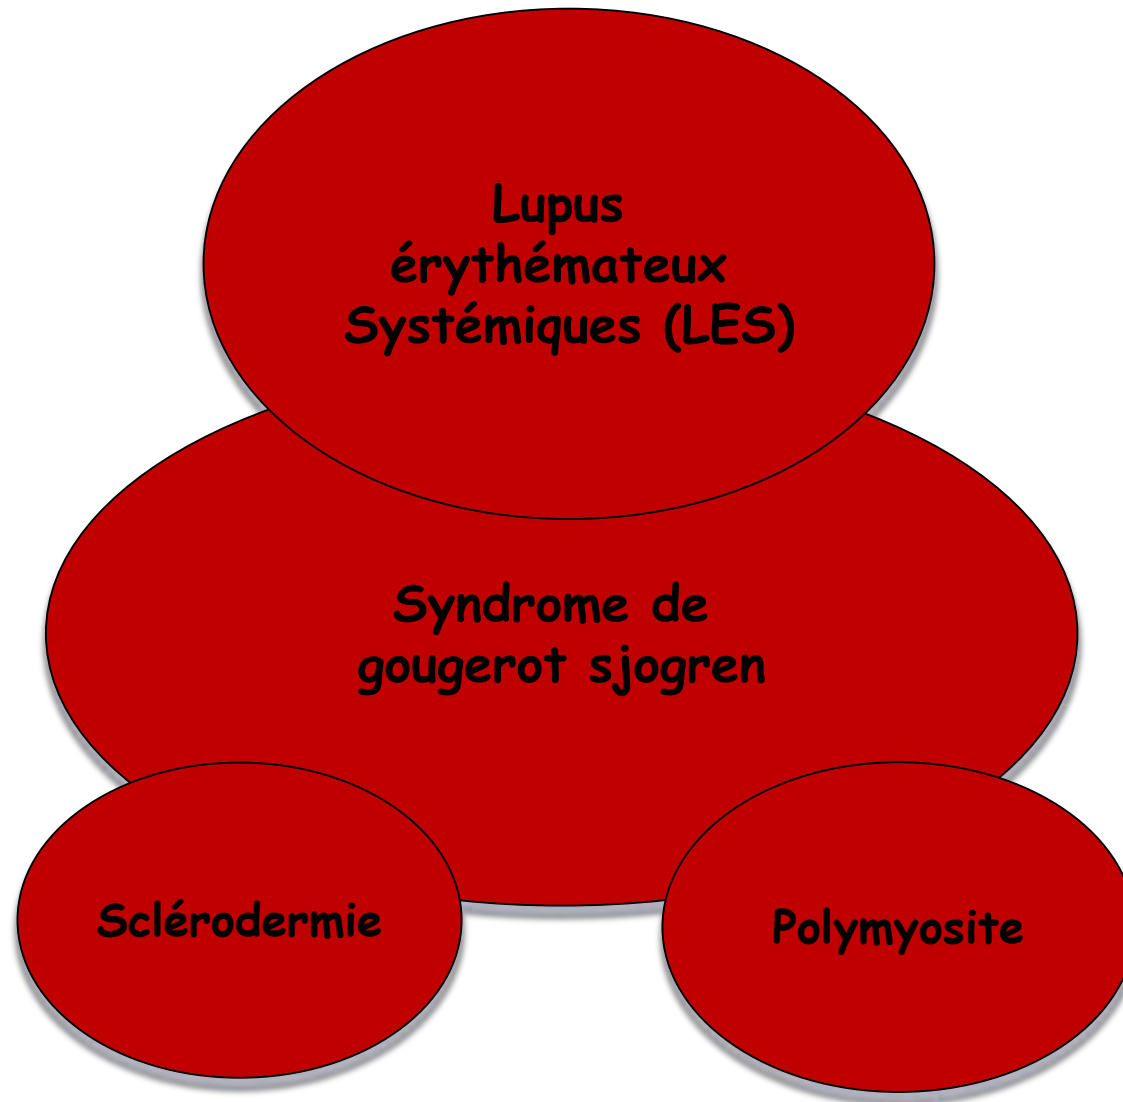 Lupus
érythémateux
Systémiques (LES)
Syndrome de
gougerot sjogren
Sclérodermie
Polymyosite